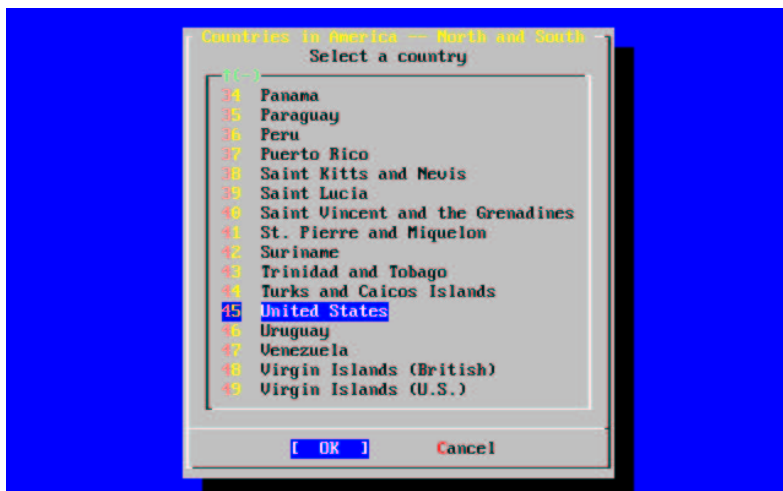 Countries in America -- North and South
Select a country
34 Panama
35 Paraguay
36 Peru
37 Puerto Rico
38 Saint Kitts and Nevis
39 Saint Lucia
40 Saint Vincent and the Grenadines
41 St. Pierre and Miquelon
42 Suriname
43 Trinidad and Tobago
44 Turks and Caicos Islands
45 United States
46 Uruguay
47 Venezuela
48 Virgin Islands (British)
49 Virgin Islands (U.S.)
[ OK ] Cancel